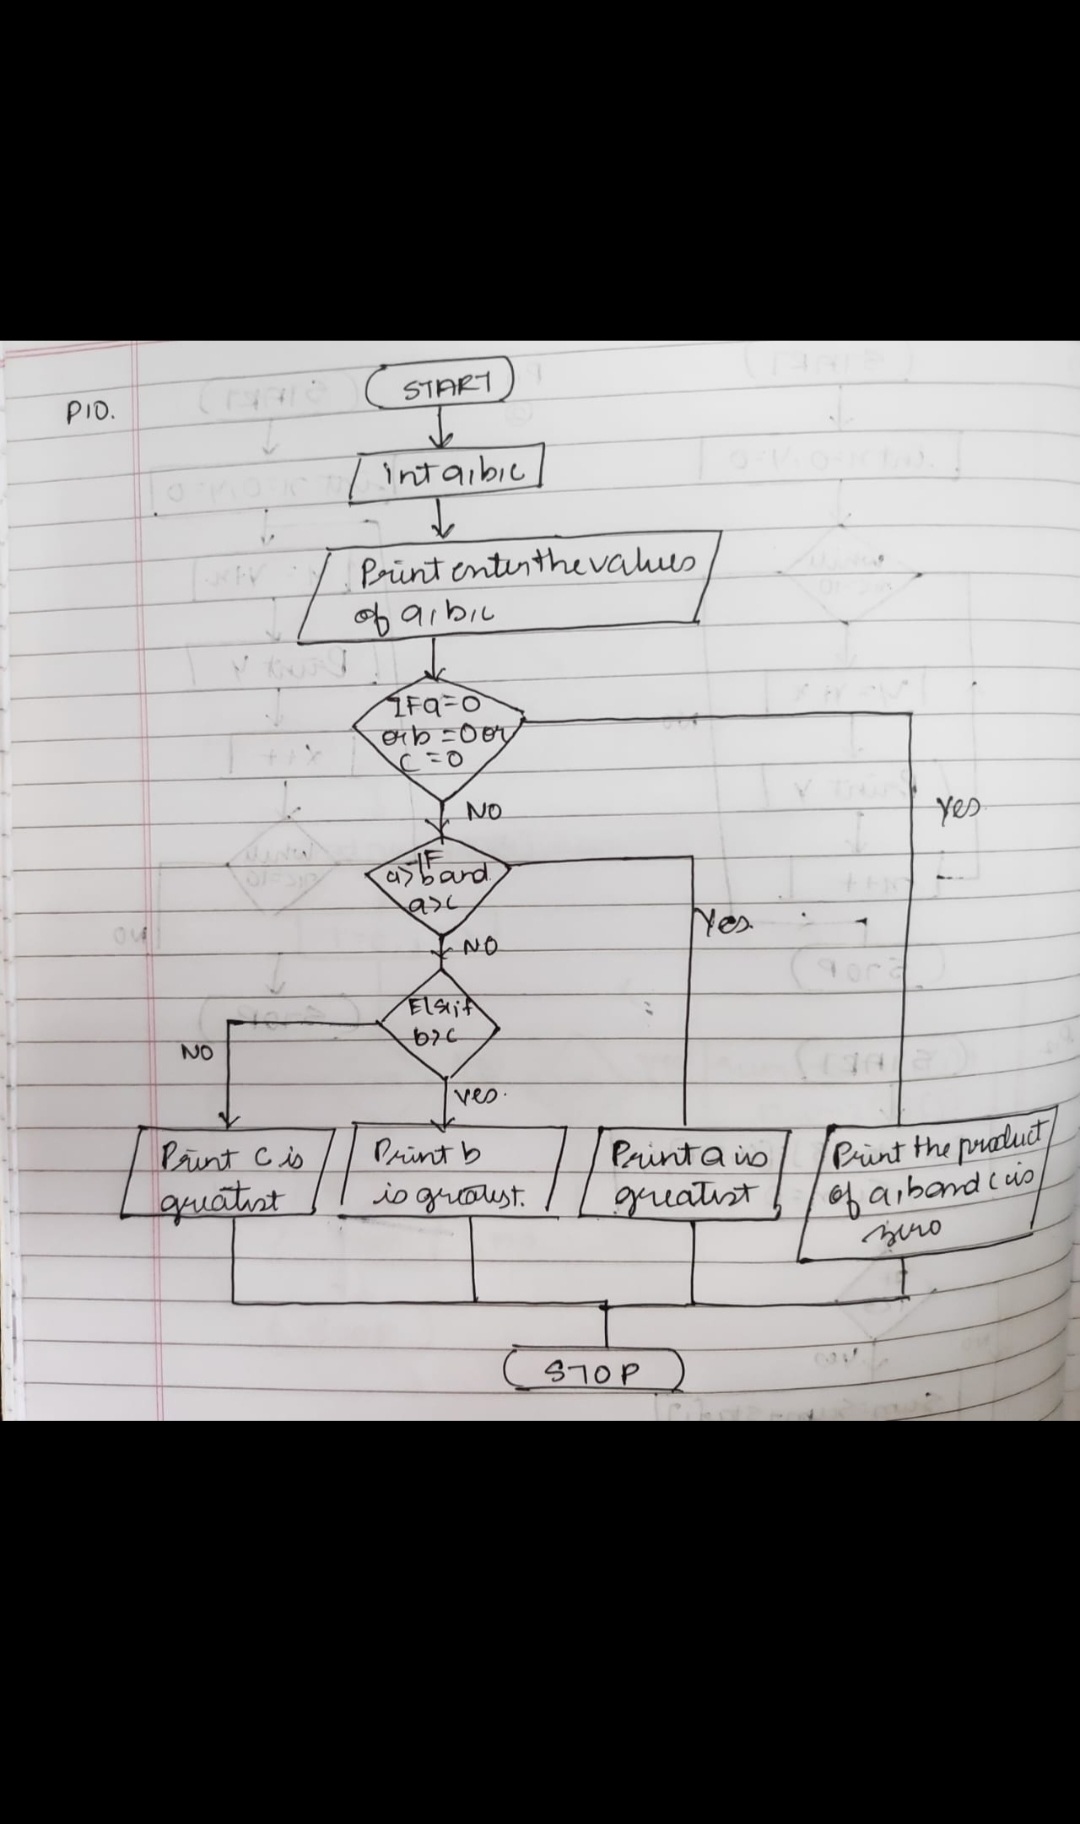 P10.
START
int a,b,c
Print enter the values
of a,b,c
IF a=0
or b=0 or
c=0
NO
Yes
IF
a>b and
a>c
Yes
NO
Else if
b>c
NO
yes.
Print c is
greatest
Print b
is greatest.
Print a is
greatest
Print the product
of a,b and c is
zero
STOP